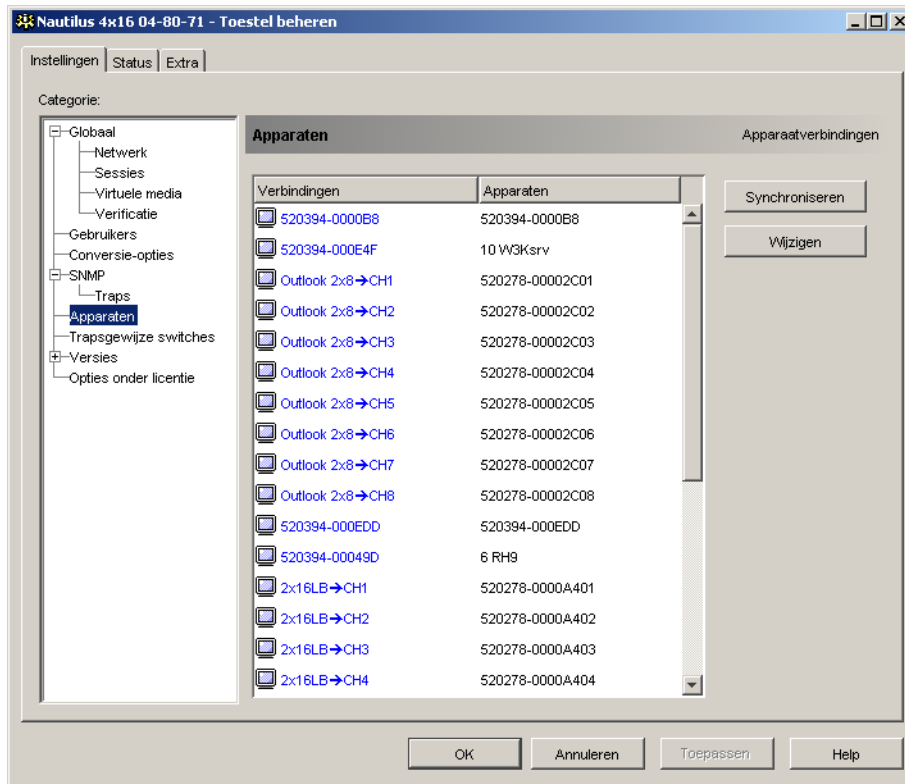 Nautilus 4x16 04-80-71 - Toestel beheren
Instellingen Status Extra
Categorie:
Globaal
Netwerk
Sessies
Virtuele media
Verificatie
Gebruikers
Conversie-opties
SNMP
Traps
Apparaten
Trapsgewijze switches
Versies
Opties onder licentie
Apparaten Apparaatverbindingen
Verbindingen Apparaten
520394-0000B8 520394-0000B8
520394-000E4F 10 W3Ksrv
Outlook 2x8→CH1 520278-00002C01
Outlook 2x8→CH2 520278-00002C02
Outlook 2x8→CH3 520278-00002C03
Outlook 2x8→CH4 520278-00002C04
Outlook 2x8→CH5 520278-00002C05
Outlook 2x8→CH6 520278-00002C06
Outlook 2x8→CH7 520278-00002C07
Outlook 2x8→CH8 520278-00002C08
520394-000EDD 520394-000EDD
520394-00049D 6 RH9
2x16LB→CH1 520278-0000A401
2x16LB→CH2 520278-0000A402
2x16LB→CH3 520278-0000A403
2x16LB→CH4 520278-0000A404
Synchroniseren
Wijzigen
OK Annuleren Toepassen Help